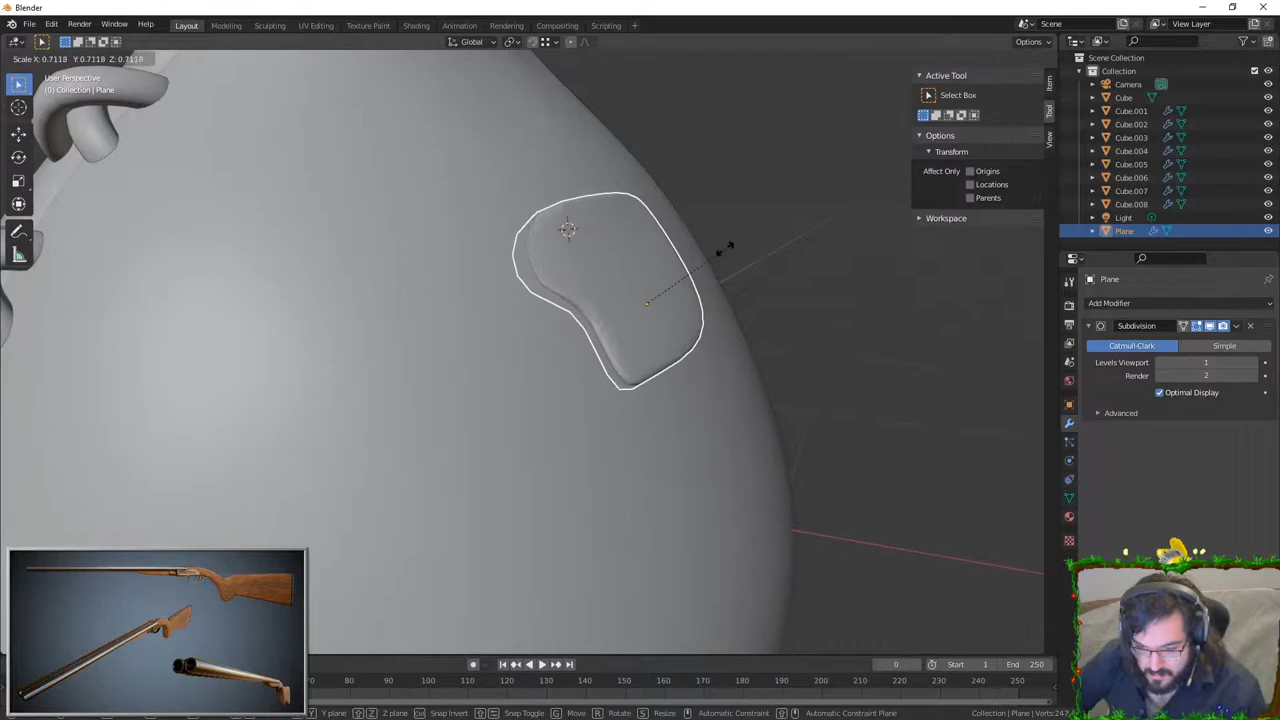 Blender
File Edit Render Window Help Layout Modeling Sculpting UV Editing Texture Paint Shading Animation Rendering Compositing Scripting + Scene View Layer
Global Options
Scale X: 0.7118 Y: 0.7118 Z: 0.7118
User Perspective
(0) Collection | Plane
Active Tool
Select Box
Options
Transform
Affect Only Origins
Locations
Parents
Workspace
Item
Tool
View
Scene Collection
Collection
Camera
Cube
Cube.001
Cube.002
Cube.003
Cube.004
Cube.005
Cube.006
Cube.007
Cube.008
Light
Plane
Plane
Add Modifier
Subdivision
Catmull-Clark Simple
Levels Viewport 1
Render 2
Optimal Display
Advanced
0 Start 1 End 250
80 90 100 110 120 130 140 150 160 170 180 190 200 210 220 230 240 250
Y plane Z Z plane Snap Invert Snap Toggle G Move R Rotate S Resize Automatic Constraint Automatic Constraint Plane Collection | Plane | Verts:247